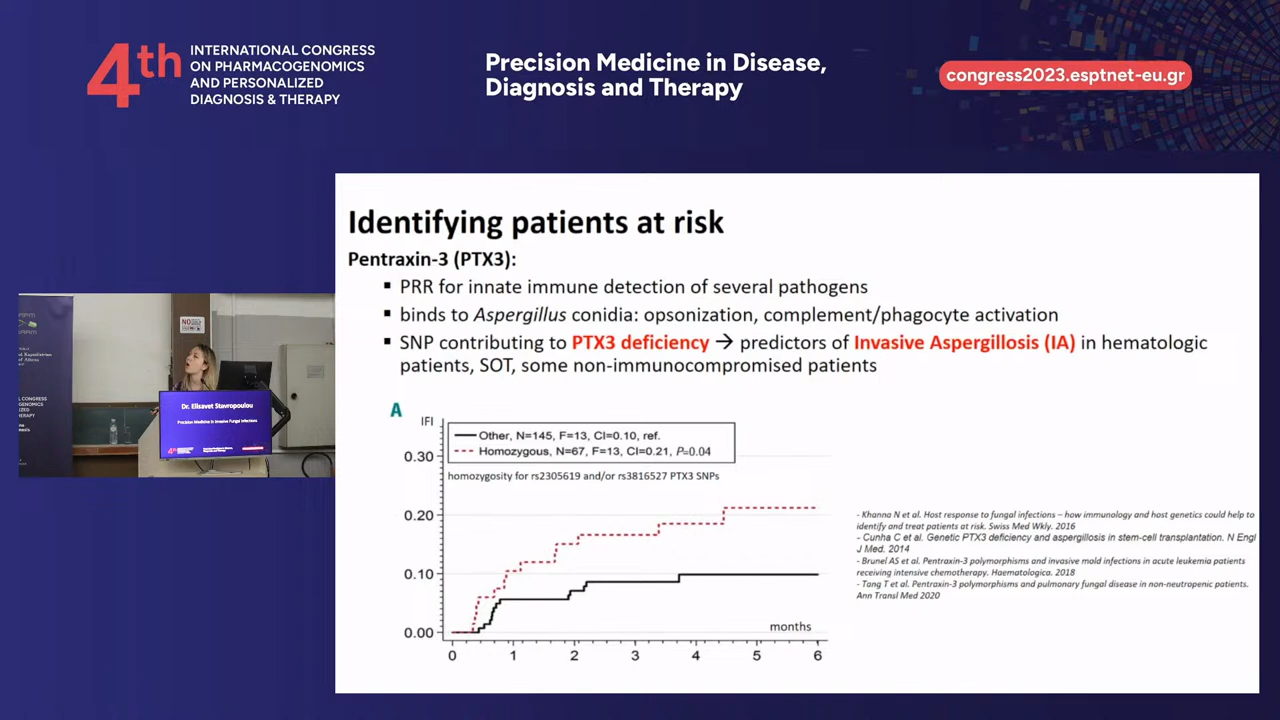 4th
INTERNATIONAL CONGRESS
ON PHARMACOGENOMICS
AND PERSONALIZED
DIAGNOSIS & THERAPY
Precision Medicine in Disease,
Diagnosis and Therapy
congress2023.esptnet-eu.gr
Identifying patients at risk
Pentraxin-3 (PTX3):
▪ PRR for innate immune detection of several pathogens
▪ binds to Aspergillus conidia: opsonization, complement/phagocyte activation
▪ SNP contributing to PTX3 deficiency → predictors of Invasive Aspergillosis (IA) in hematologic
patients, SOT, some non-immunocompromised patients
A
IFI
Other, N=145, F=13, CI=0.10, ref.
Homozygous, N=67, F=13, CI=0.21, P=0.04
homozygosity for rs2305619 and/or rs3816527 PTX3 SNPs
0.30
0.20
0.10
0.00
months
0 1 2 3 4 5 6
- Khanna N et al. Host response to fungal infections – how immunology and host genetics could help to
identify and treat patients at risk. Swiss Med Wkly. 2016
- Cunha C et al. Genetic PTX3 deficiency and aspergillosis in stem-cell transplantation. N Engl
J Med. 2014
- Brunel AS et al. Pentraxin-3 polymorphisms and invasive mold infections in acute leukemia patients
receiving intensive chemotherapy. Haematologica. 2018
- Tang T et al. Pentraxin-3 polymorphisms and pulmonary fungal disease in non-neutropenic patients.
Ann Transl Med 2020
Dr. Elisavet Stavropoulou
Precision Medicine in Invasive Fungal Infections
NO